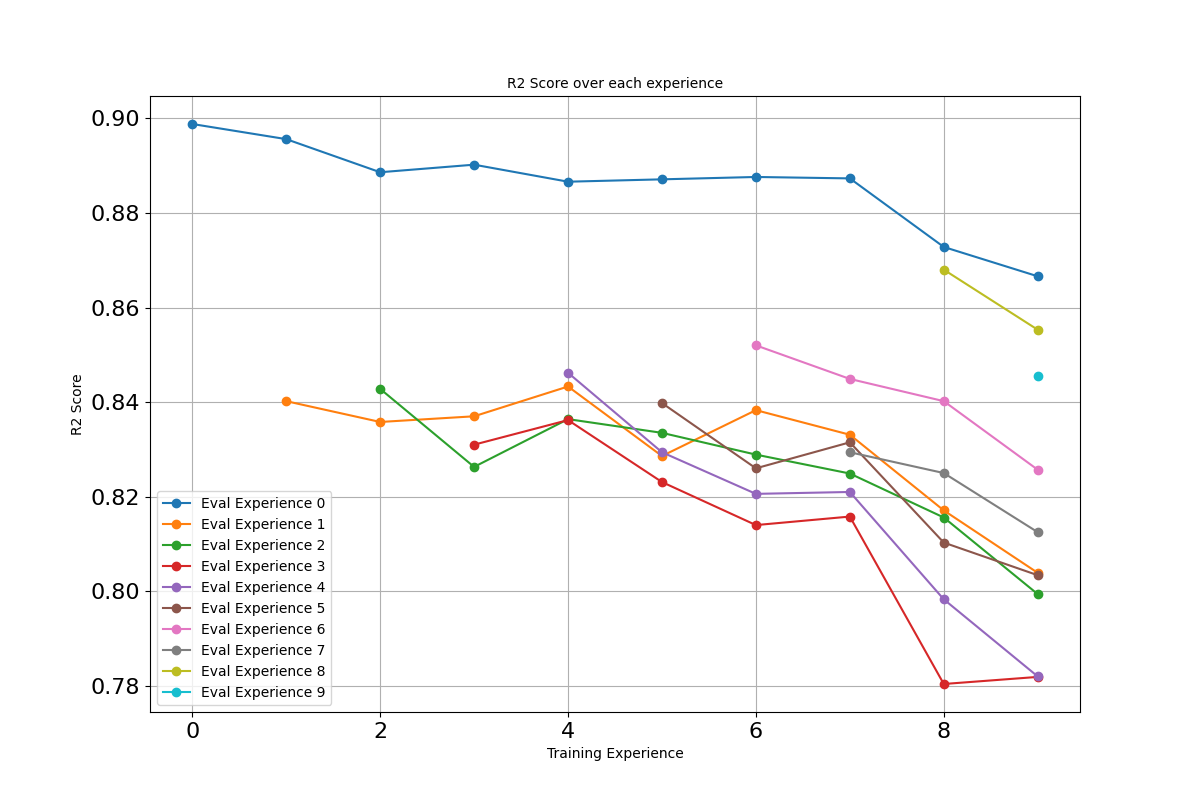 R2 Score over each experience
0.90
0.88
0.86
0.84
0.82
0.80
0.78
R2 Score
Eval Experience 0
Eval Experience 1
Eval Experience 2
Eval Experience 3
Eval Experience 4
Eval Experience 5
Eval Experience 6
Eval Experience 7
Eval Experience 8
Eval Experience 9
0 2 4 6 8
Training Experience